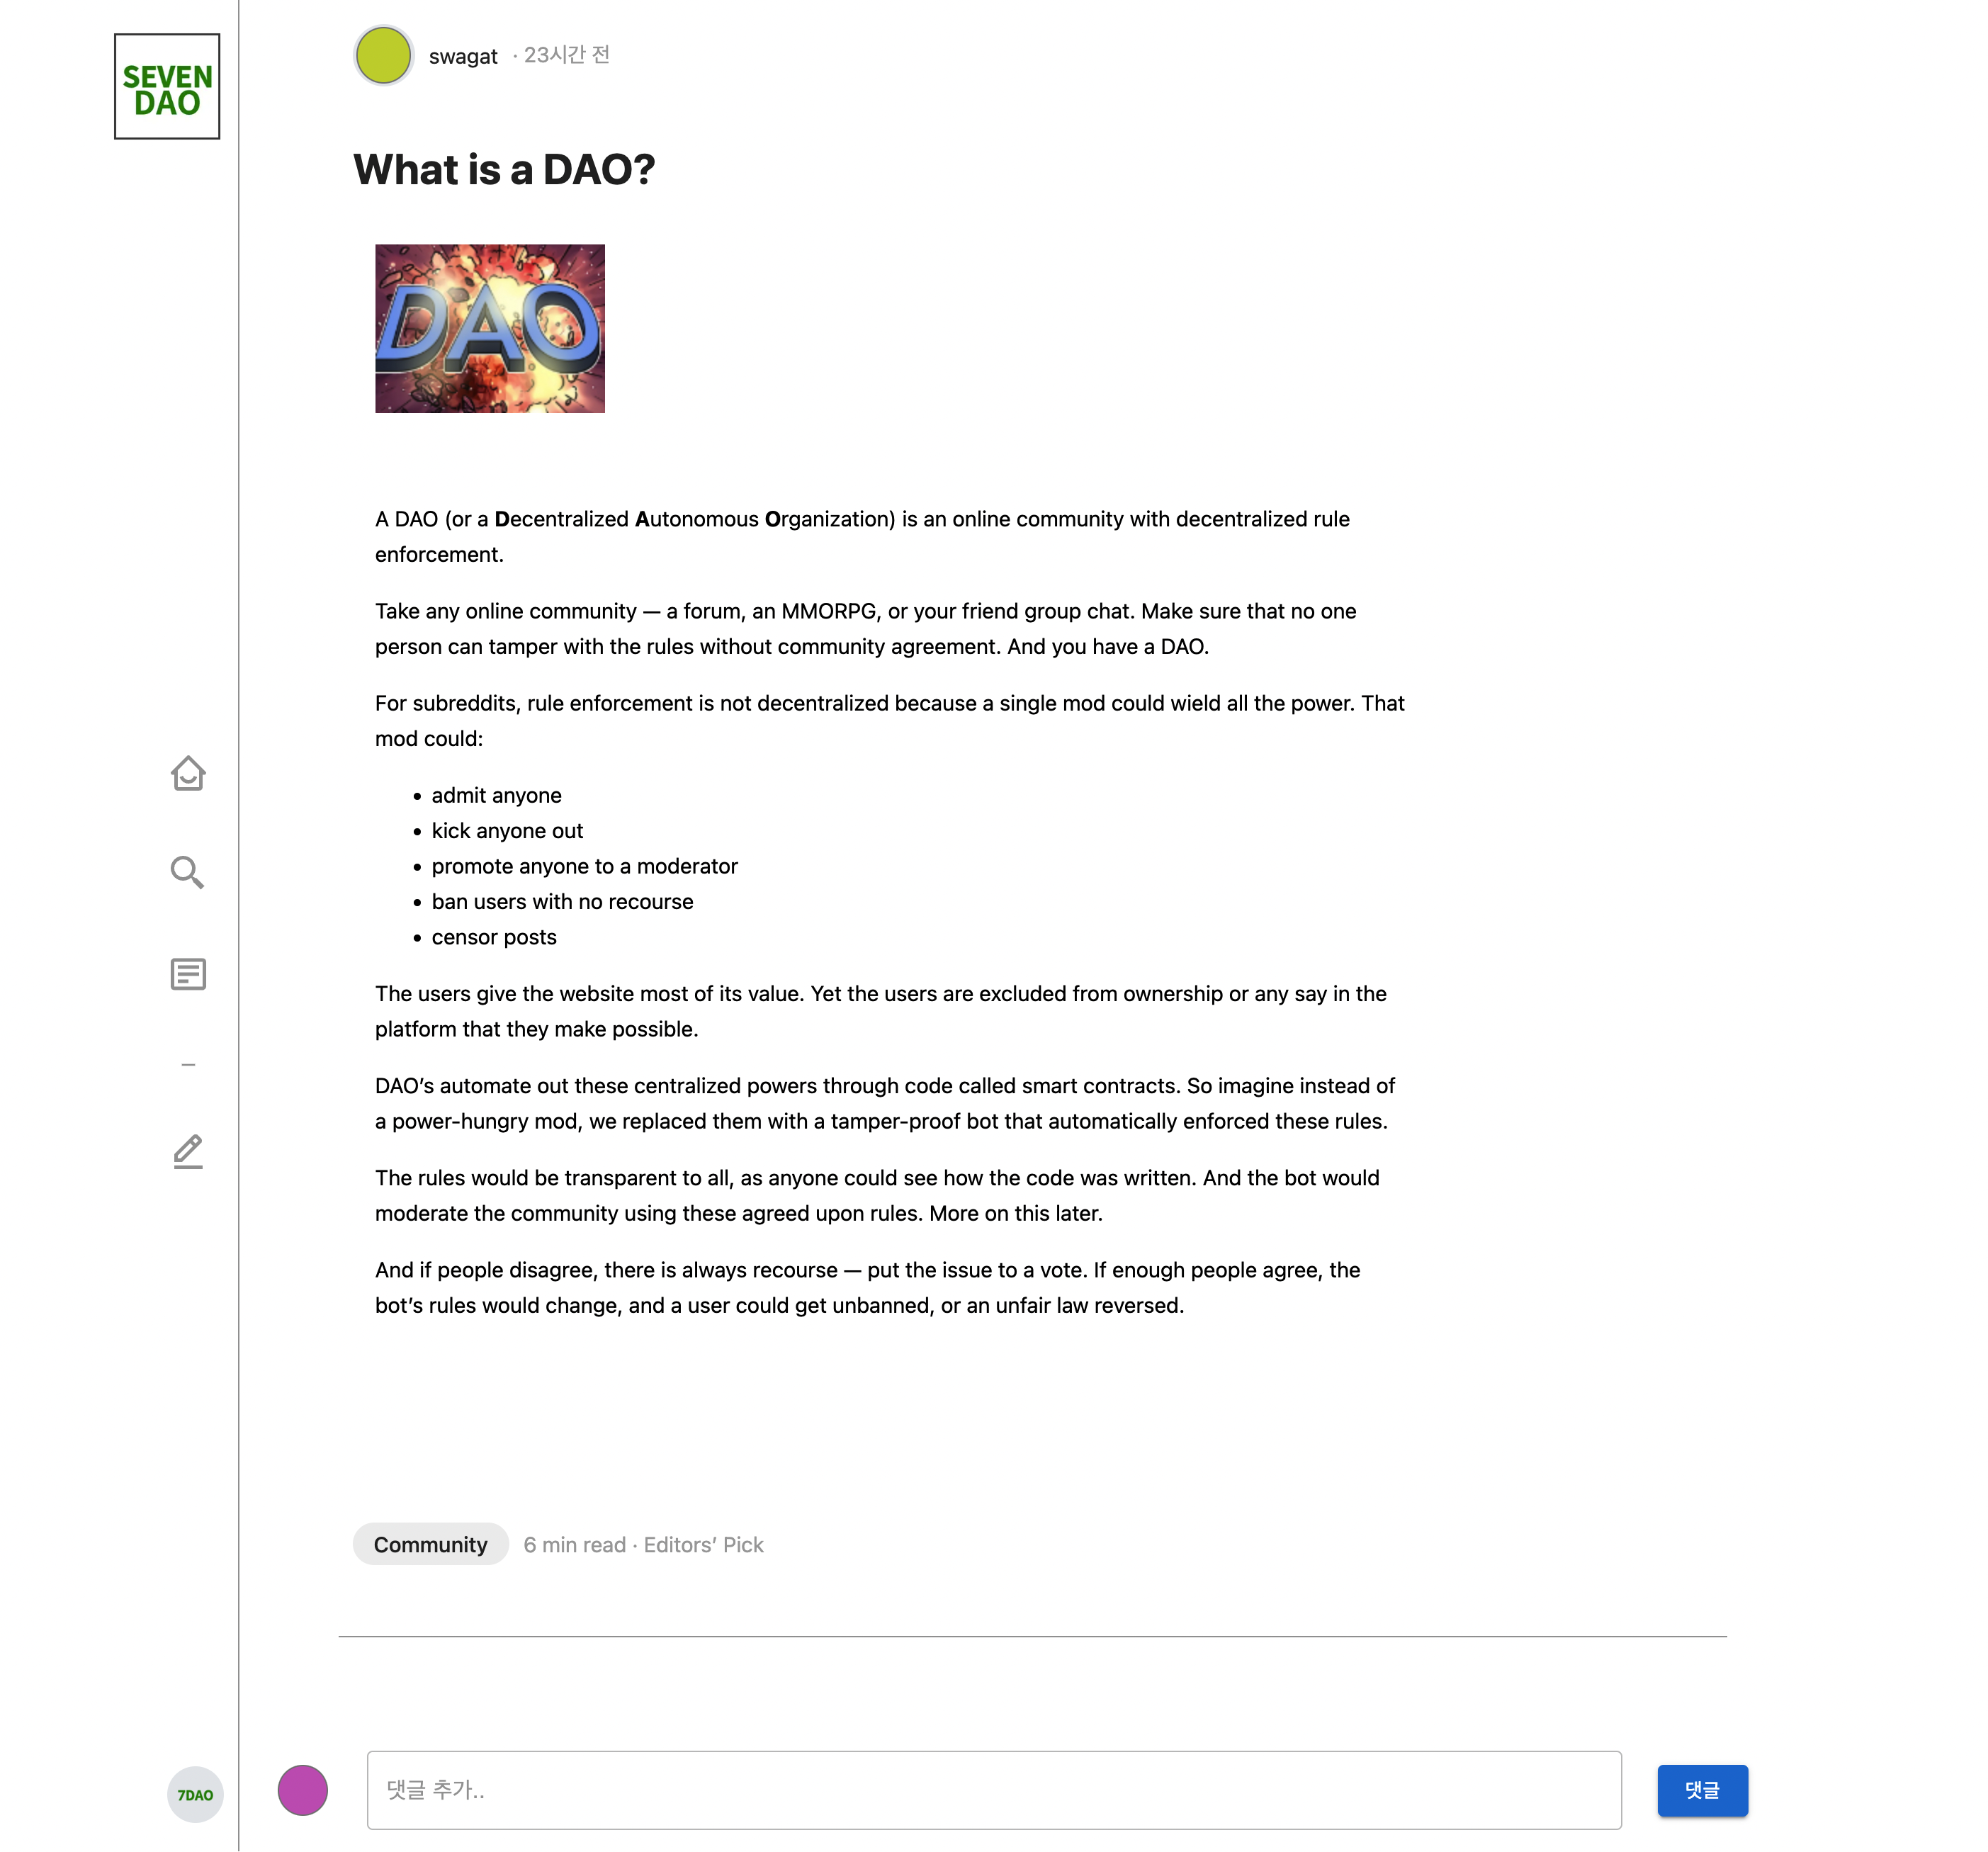 SEVEN
DAO
swagat · 23시간 전
What is a DAO?
DAO
A DAO (or a Decentralized Autonomous Organization) is an online community with decentralized rule
enforcement.
Take any online community — a forum, an MMORPG, or your friend group chat. Make sure that no one
person can tamper with the rules without community agreement. And you have a DAO.
For subreddits, rule enforcement is not decentralized because a single mod could wield all the power. That
mod could:
• admit anyone
• kick anyone out
• promote anyone to a moderator
• ban users with no recourse
• censor posts
The users give the website most of its value. Yet the users are excluded from ownership or any say in the
platform that they make possible.
DAO’s automate out these centralized powers through code called smart contracts. So imagine instead of
a power-hungry mod, we replaced them with a tamper-proof bot that automatically enforced these rules.
The rules would be transparent to all, as anyone could see how the code was written. And the bot would
moderate the community using these agreed upon rules. More on this later.
And if people disagree, there is always recourse — put the issue to a vote. If enough people agree, the
bot’s rules would change, and a user could get unbanned, or an unfair law reversed.
Community 6 min read · Editors’ Pick
7DAO
댓글 추가..
댓글